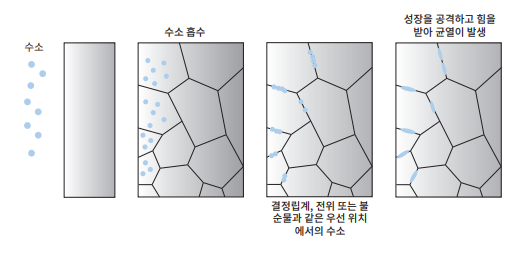 수소
수소 흡수
결정립계, 전위 또는 불
순물과 같은 우선 위치
에서의 수소
성장을 공격하고 힘을
받아 균열이 발생